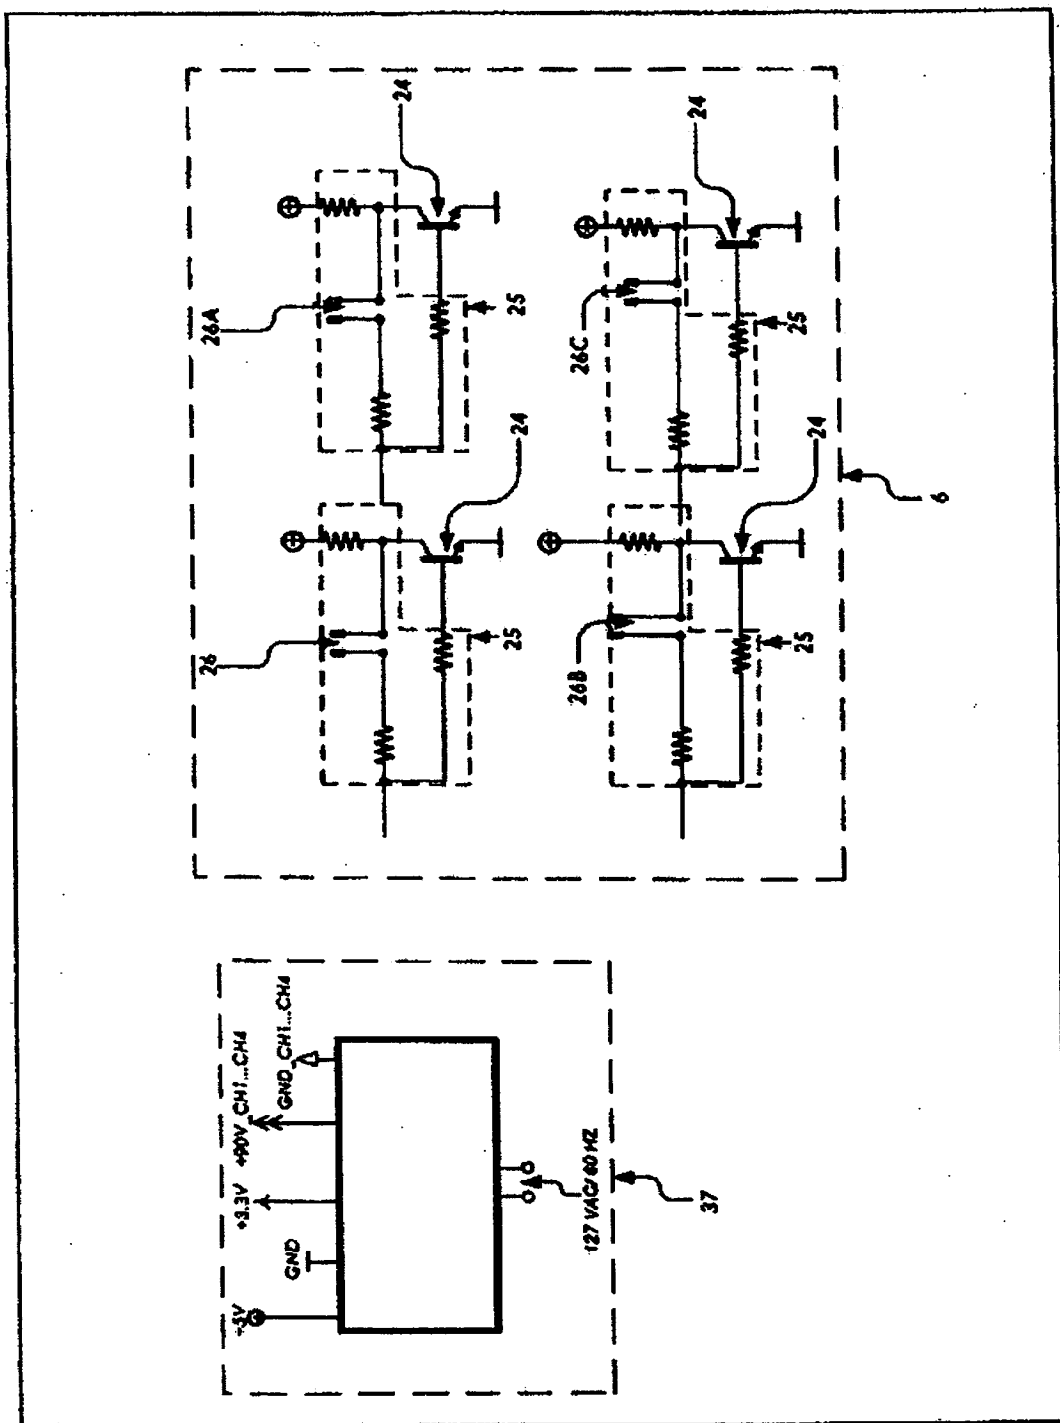 24
24
26A
25
26C
25
24
24
26
25
26B
25
6
+5V
GND
+3.3V
+90V_CH1...CH4
GND_CH1...CH4
127 VAC/60 HZ
37